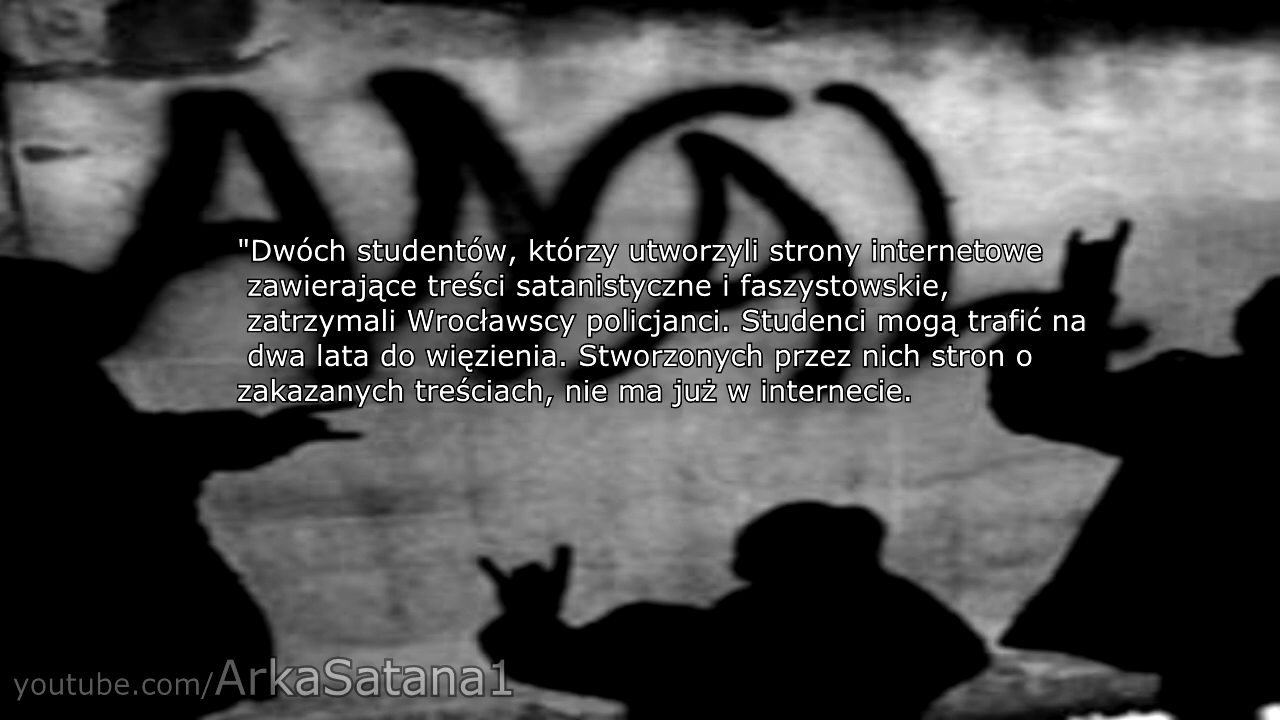 "Dwóch studentów, którzy utworzyli strony internetowe
zawierające treści satanistyczne i faszystowskie,
zatrzymali Wrocławscy policjanci. Studenci mogą trafić na
dwa lata do więzienia. Stworzonych przez nich stron o
zakazanych treściach, nie ma już w internecie.
youtube.com/ArkaSatana1